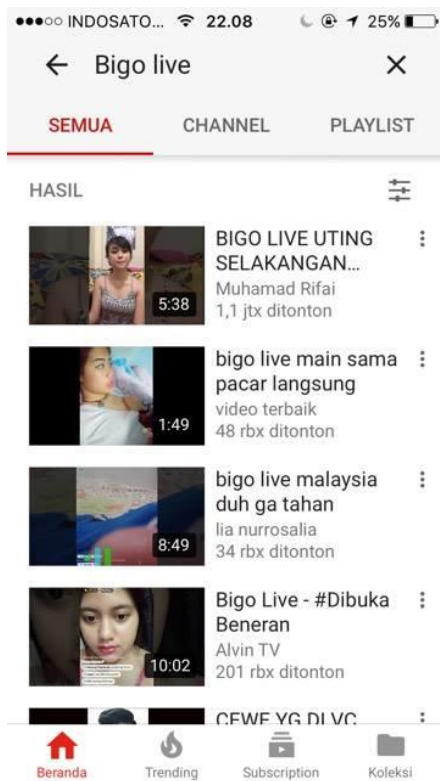 ●●●○○ INDOSATO... 22.08 25%
Bigo live
SEMUA CHANNEL PLAYLIST
HASIL
BIGO LIVE UTING
SELAKANGAN...
Muhamad Rifai
1,1 jtx ditonton
5:38
bigo live main sama
pacar langsung
video terbaik
48 rbx ditonton
1:49
bigo live malaysia
duh ga tahan
lia nurrosalia
34 rbx ditonton
8:49
Bigo Live - #Dibuka
Beneran
Alvin TV
201 rbx ditonton
10:02
CEWE YG DI VC
Beranda Trending Subscription Koleksi